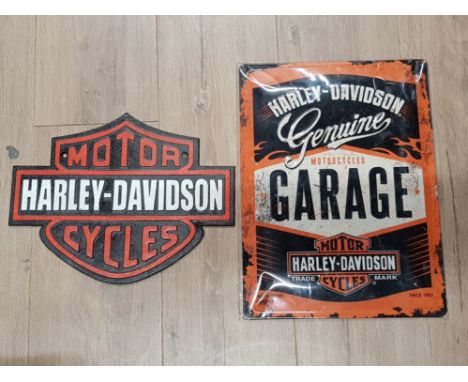 MOTOR
HARLEY-DAVIDSON
CYCLES
HARLEY-DAVIDSON
Genuine
MOTORCYCLES
GARAGE
MOTOR
HARLEY-DAVIDSON
TRADE MARK
CYCLES
SINCE 1903